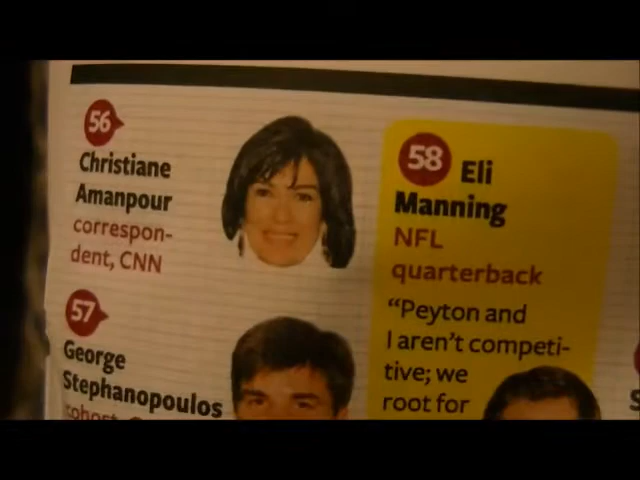 56
Christiane
Amanpour
correspon-
dent, CNN
57
George
Stephanopoulos
cohost,
58 Eli
Manning
NFL
quarterback
“Peyton and
I aren’t competi-
tive; we
root for